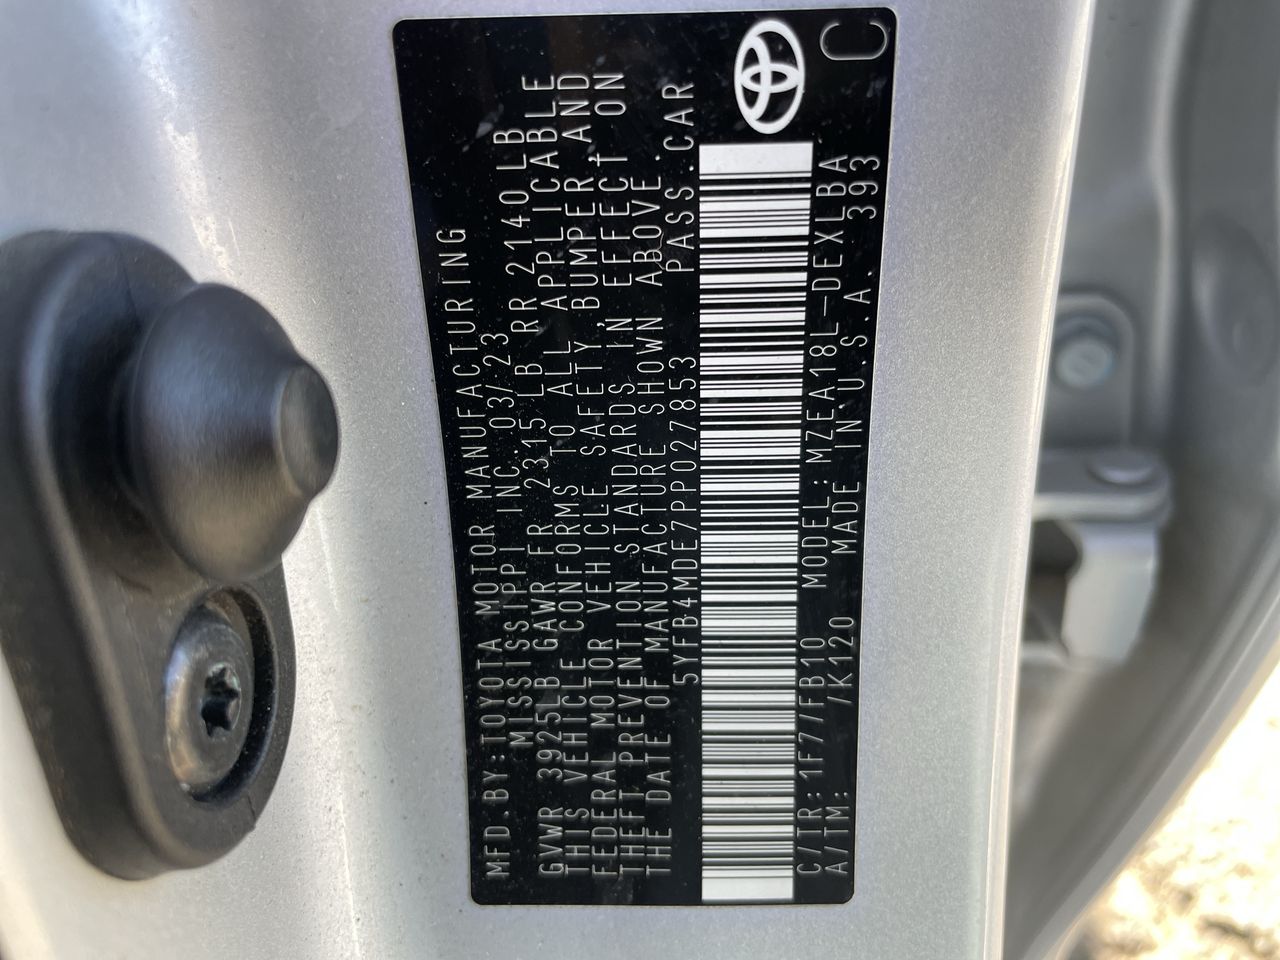 MFD.BY:TOYOTA MOTOR MANUFACTURING
MISSISSIPPI INC. 03/23
GVWR 3925LB GAWR FR 2315 LB RR 2140LB
THIS VEHICLE CONFORMS TO ALL APPLICABLE
FEDERAL MOTOR VEHICLE SAFETY, BUMPER, AND
THEFT PREVENTION STANDARDS IN EFFECT ON
THE DATE OF MANUFACTURE SHOWN ABOVE.
5YFB4MDE7PP027853 PASS.CAR
C/TR: 1F7/FB10 MODEL:MZEA18L-DEXLBA
A/TM: /K120 MADE IN U.S.A. 393
C